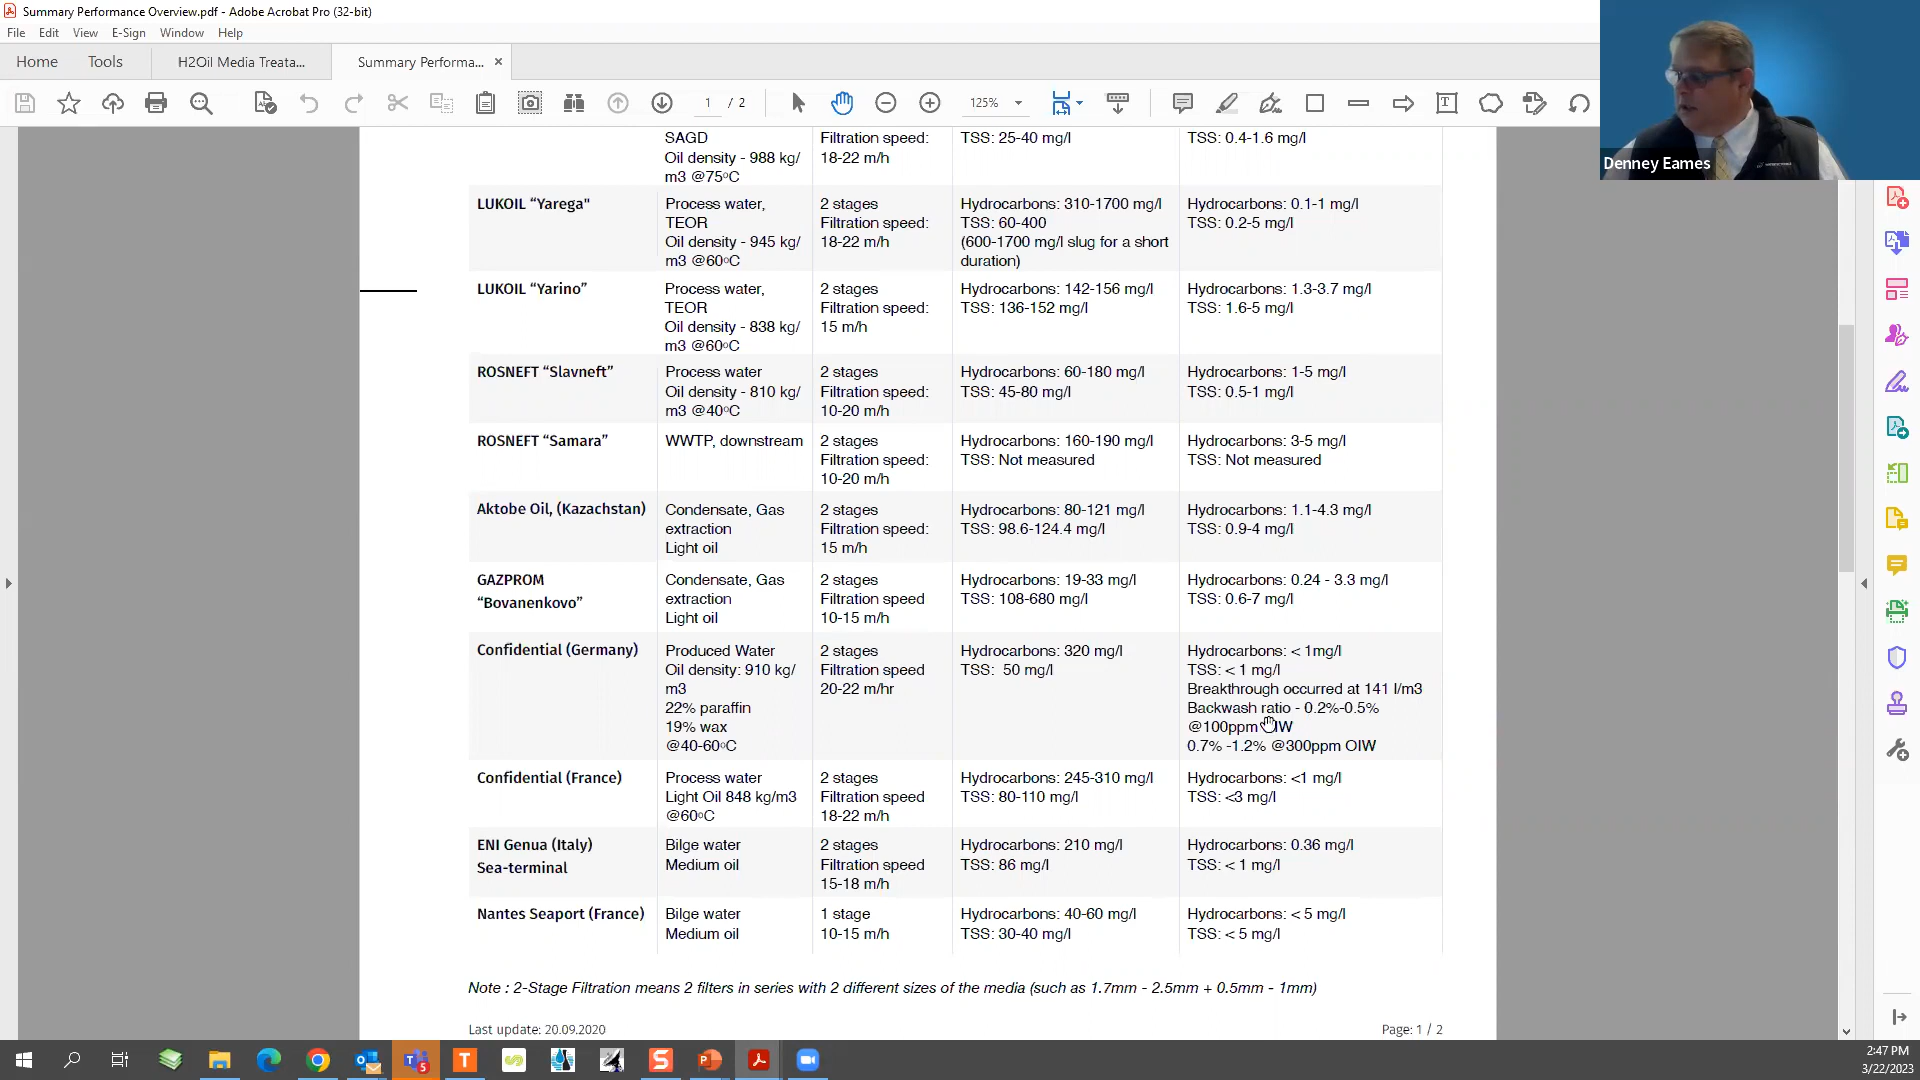 Summary Performance Overview.pdf - Adobe Acrobat Pro (32-bit)
File Edit View E-Sign Window Help
Home Tools H2Oil Media Treata... Summary Performa... ×
1 / 2 125%
Denney Eames
SAGD
Oil density - 988 kg/
m3 @75ºC
Filtration speed:
18-22 m/h
TSS: 25-40 mg/l
TSS: 0.4-1.6 mg/l
LUKOIL “Yarega"
Process water,
TEOR
Oil density - 945 kg/
m3 @60ºC
2 stages
Filtration speed:
18-22 m/h
Hydrocarbons: 310-1700 mg/l
TSS: 60-400
(600-1700 mg/l slug for a short
duration)
Hydrocarbons: 0.1-1 mg/l
TSS: 0.2-5 mg/l
LUKOIL “Yarino”
Process water,
TEOR
Oil density - 838 kg/
m3 @60ºC
2 stages
Filtration speed:
15 m/h
Hydrocarbons: 142-156 mg/l
TSS: 136-152 mg/l
Hydrocarbons: 1.3-3.7 mg/l
TSS: 1.6-5 mg/l
ROSNEFT “Slavneft”
Process water
Oil density - 810 kg/
m3 @40ºC
2 stages
Filtration speed:
10-20 m/h
Hydrocarbons: 60-180 mg/l
TSS: 45-80 mg/l
Hydrocarbons: 1-5 mg/l
TSS: 0.5-1 mg/l
ROSNEFT “Samara”
WWTP, downstream
2 stages
Filtration speed:
10-20 m/h
Hydrocarbons: 160-190 mg/l
TSS: Not measured
Hydrocarbons: 3-5 mg/l
TSS: Not measured
Aktobe Oil, (Kazachstan)
Condensate, Gas
extraction
Light oil
2 stages
Filtration speed:
15 m/h
Hydrocarbons: 80-121 mg/l
TSS: 98.6-124.4 mg/l
Hydrocarbons: 1.1-4.3 mg/l
TSS: 0.9-4 mg/l
GAZPROM
“Bovanenkovo”
Condensate, Gas
extraction
Light oil
2 stages
Filtration speed
10-15 m/h
Hydrocarbons: 19-33 mg/l
TSS: 108-680 mg/l
Hydrocarbons: 0.24 - 3.3 mg/l
TSS: 0.6-7 mg/l
Confidential (Germany)
Produced Water
Oil density: 910 kg/
m3
22% paraffin
19% wax
@40-60ºC
2 stages
Filtration speed
20-22 m/hr
Hydrocarbons: 320 mg/l
TSS: 50 mg/l
Hydrocarbons: < 1mg/l
TSS: < 1 mg/l
Breakthrough occurred at 141 l/m3
Backwash ratio - 0.2%-0.5%
@100ppm OIW
0.7% -1.2% @300ppm OIW
Confidential (France)
Process water
Light Oil 848 kg/m3
@60ºC
2 stages
Filtration speed
18-22 m/h
Hydrocarbons: 245-310 mg/l
TSS: 80-110 mg/l
Hydrocarbons: <1 mg/l
TSS: <3 mg/l
ENI Genua (Italy)
Sea-terminal
Bilge water
Medium oil
2 stages
Filtration speed
15-18 m/h
Hydrocarbons: 210 mg/l
TSS: 86 mg/l
Hydrocarbons: 0.36 mg/l
TSS: < 1 mg/l
Nantes Seaport (France)
Bilge water
Medium oil
1 stage
10-15 m/h
Hydrocarbons: 40-60 mg/l
TSS: 30-40 mg/l
Hydrocarbons: < 5 mg/l
TSS: < 5 mg/l
Note : 2-Stage Filtration means 2 filters in series with 2 different sizes of the media (such as 1.7mm - 2.5mm + 0.5mm - 1mm)
Last update: 20.09.2020
Page: 1 / 2
2:47 PM
3/22/2023